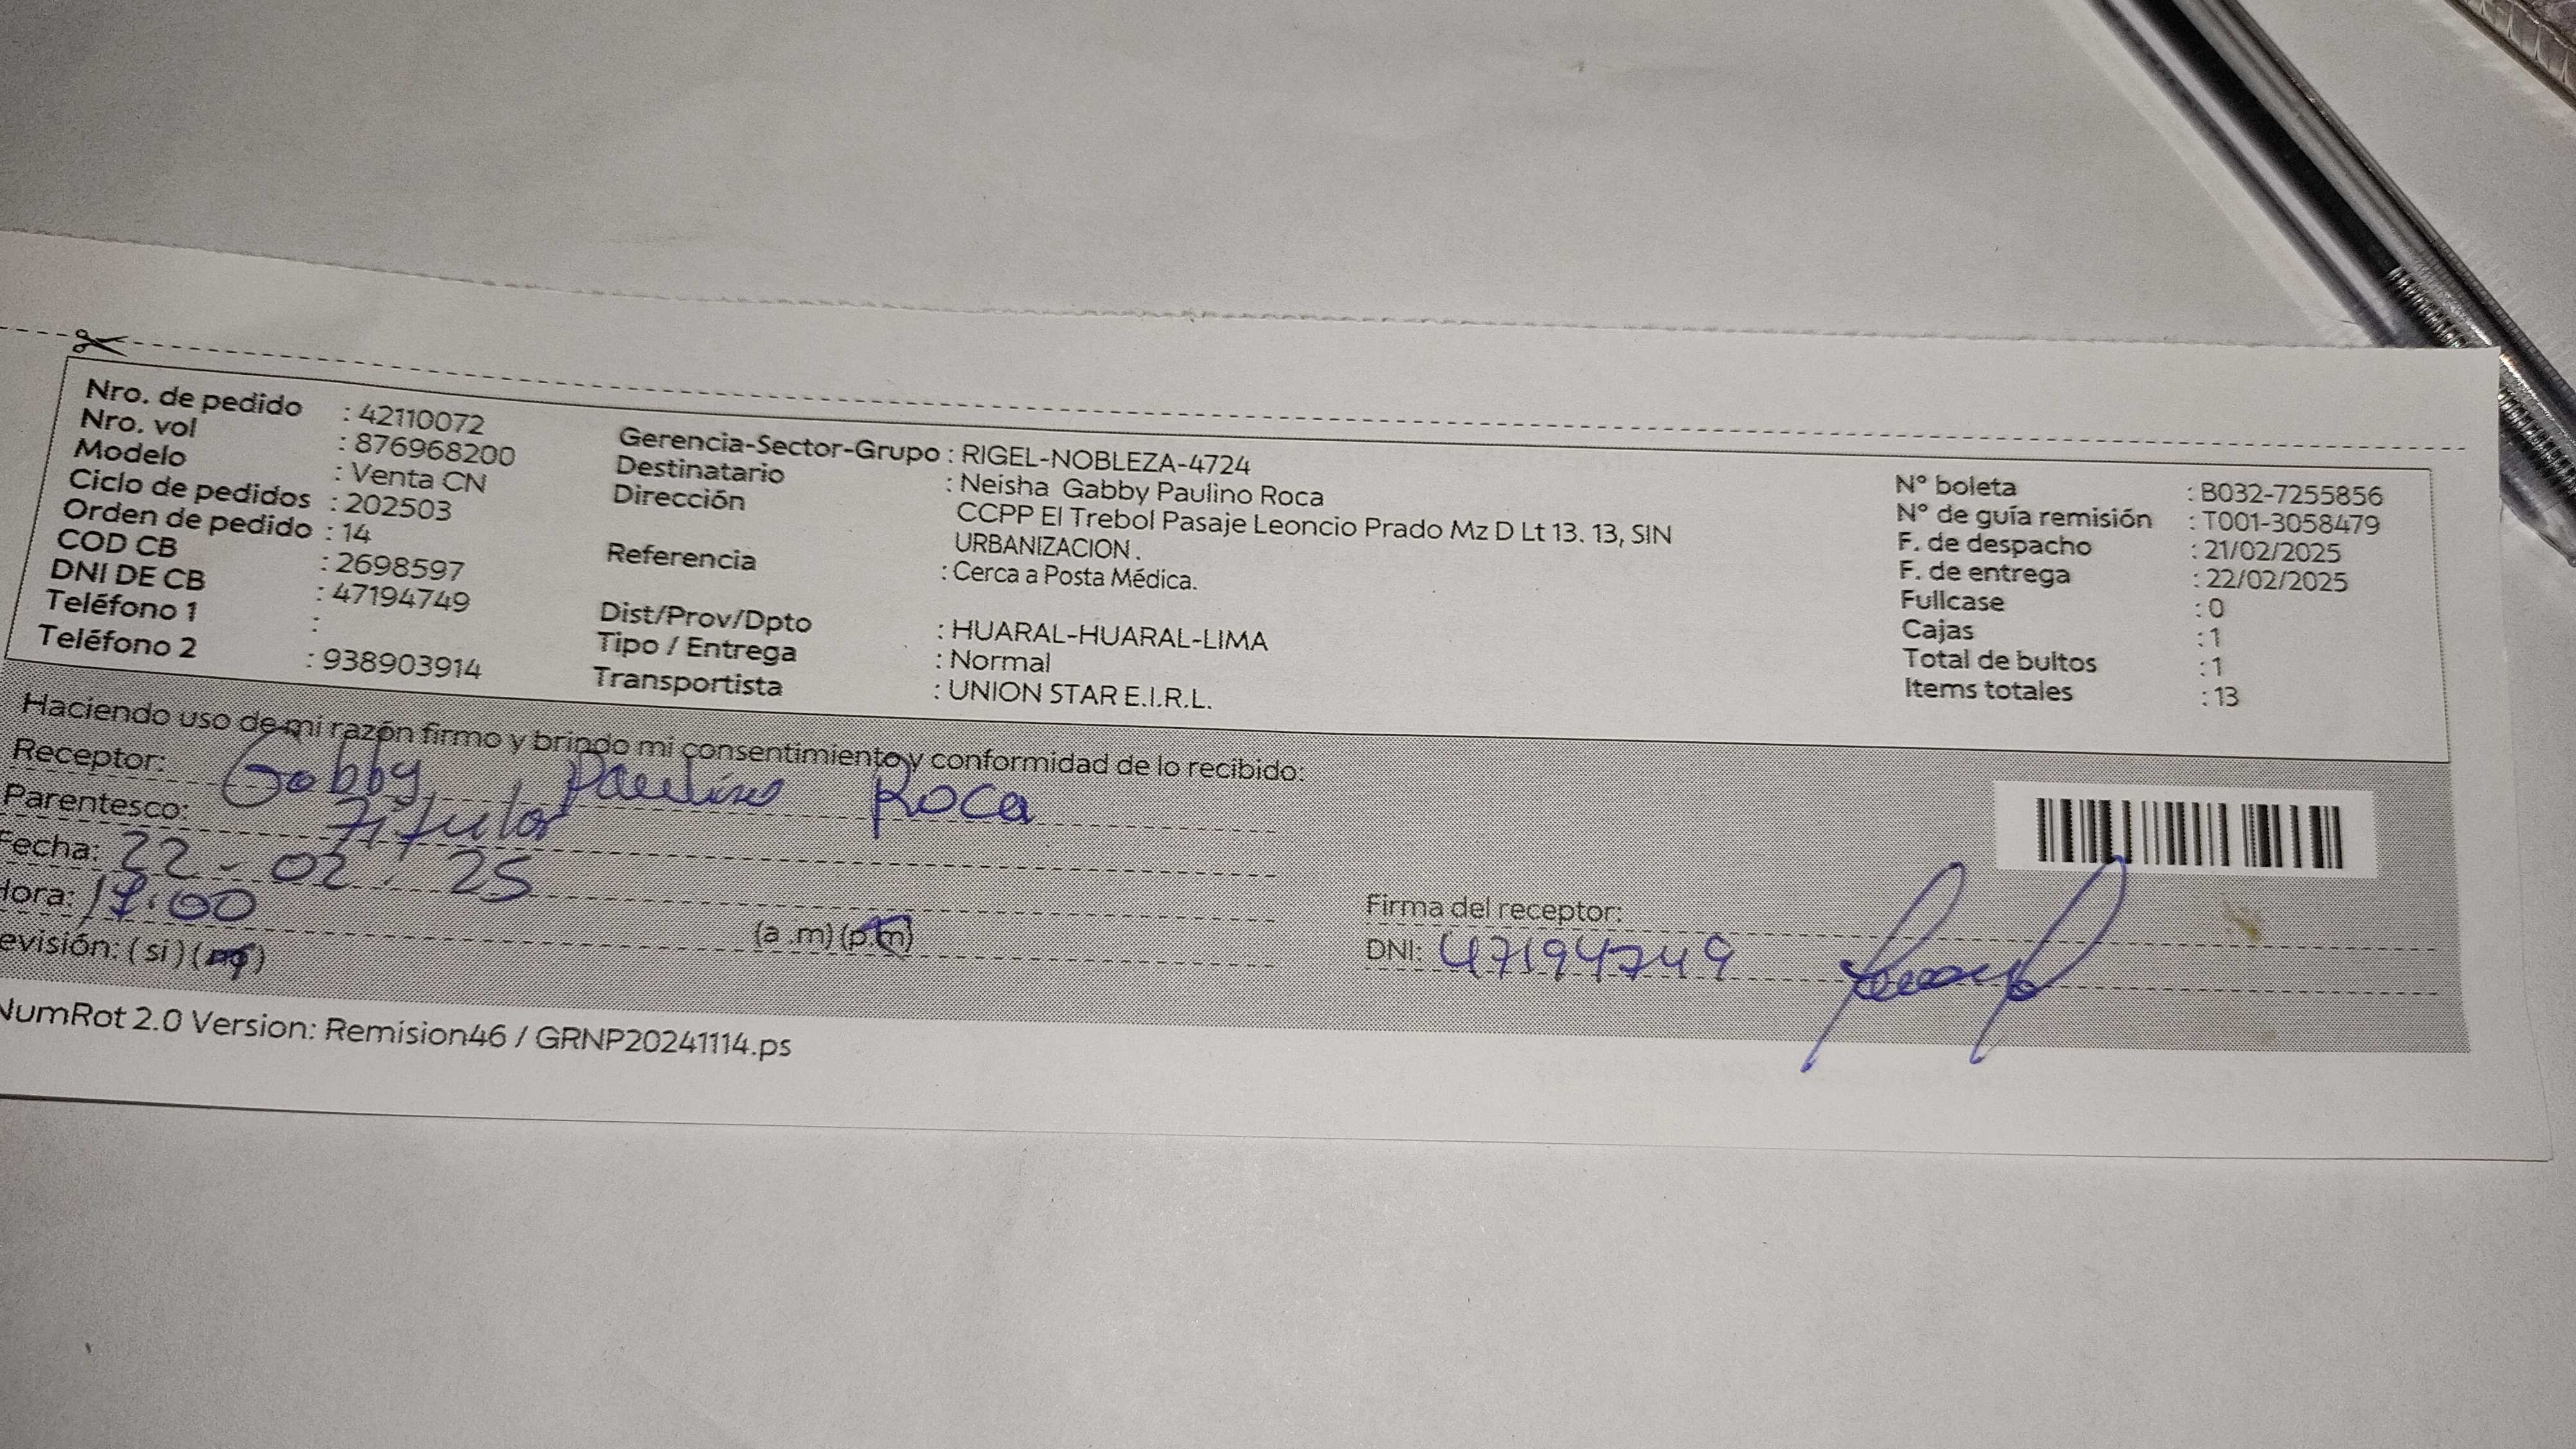 Nro. de pedido : 42110072
Nro. vol : 876968200
Modelo : Venta CN
Ciclo de pedidos : 202503
Orden de pedido : 14
COD CB : 2698597
DNI DE CB : 47194749
Teléfono 1 :
Teléfono 2 : 938903914
Gerencia-Sector-Grupo : RIGEL-NOBLEZA-4724
Destinatario : Neisha Gabby Paulino Roca
Dirección CCPP El Trebol Pasaje Leoncio Prado Mz D Lt 13. 13, SIN
URBANIZACION.
Referencia : Cerca a Posta Médica.
Dist/Prov/Dpto : HUARAL-HUARAL-LIMA
Tipo / Entrega : Normal
Transportista : UNION STAR E.I.R.L.
N° boleta : B032-7255856
N° de guía remisión : T001-3058479
F. de despacho : 21/02/2025
F. de entrega : 22/02/2025
Fullcase : 0
Cajas : 1
Total de bultos : 1
Items totales : 13
Haciendo uso de mi razón firmo y brindo mi consentimiento y conformidad de lo recibido:
Receptor: Gabby Paulino Roca
Parentesco: Titular
Fecha: 22-02-25
Hora: 17:00 (a .m) (p.m)
evisión: ( si ) (no)
Firma del receptor:
DNI: 47194749
NumRot 2.0 Version: Remision46 / GRNP20241114.ps